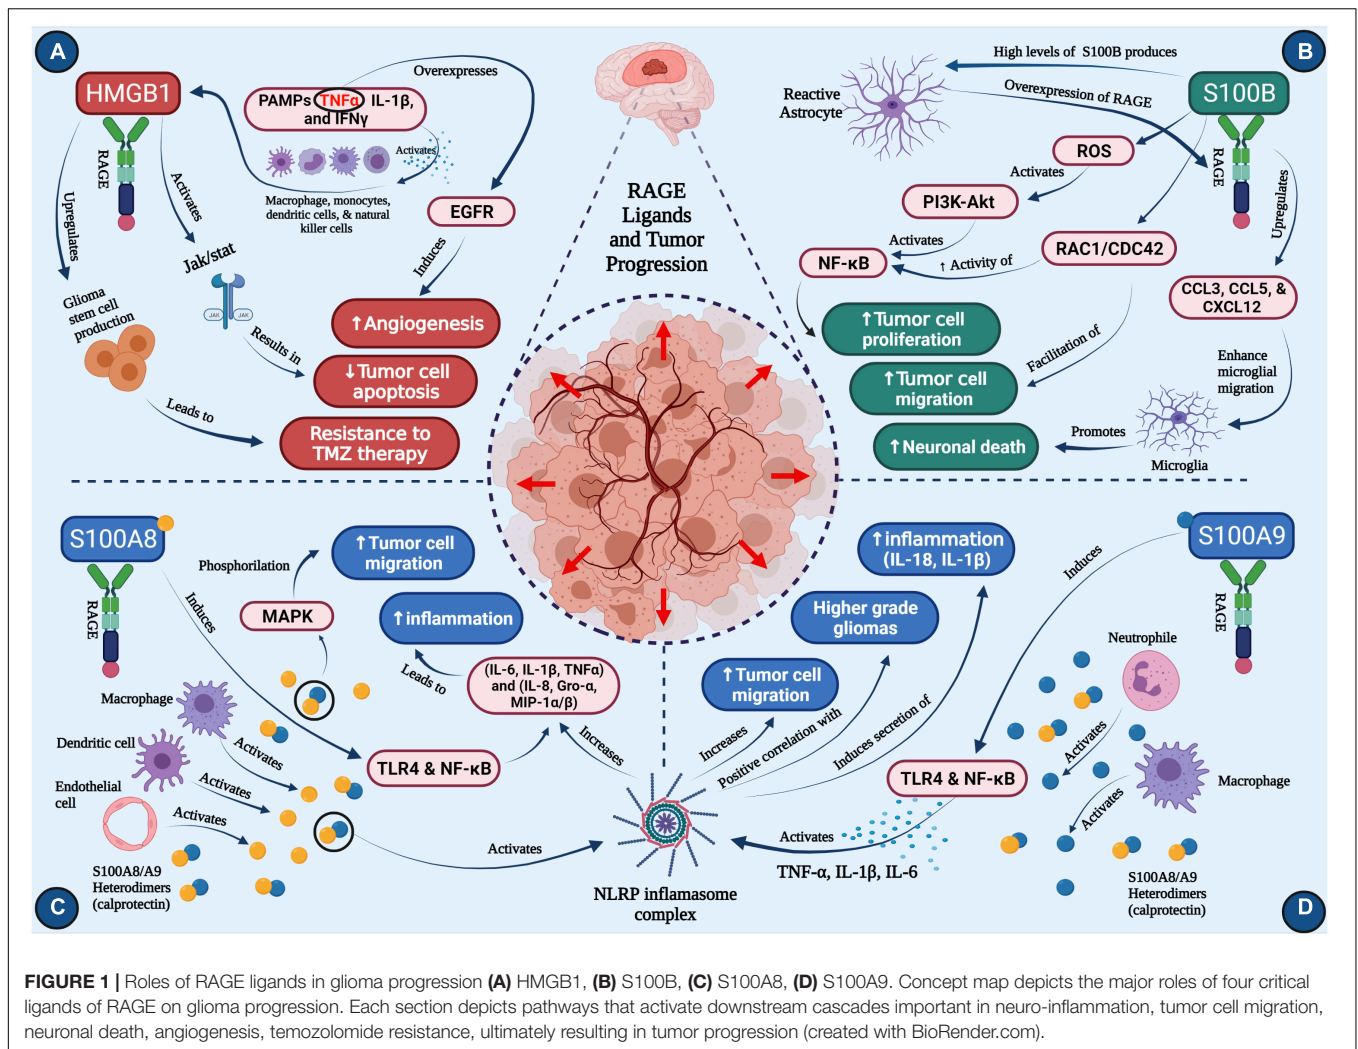 A
HMGB1
RAGE
Upregulates
Activates
PAMPs TNFα IL-1β,
and IFNγ
Overexpresses
Activates
Macrophage, monocytes,
dendritic cells, & natural
killer cells
EGFR
Induces
Jak/stat
JAK
JAK
Glioma
stem cell
production
Results in
Leads to
↑Angiogenesis
↓Tumor cell
apoptosis
Resistance to
TMZ therapy
RAGE
Ligands
and Tumor
Progression
B
High levels of S100B produces
S100B
Reactive
Astrocyte
Overexpression of RAGE
RAGE
ROS
Activates
PI3K-Akt
Upregulates
Activates
NF-κB
↑ Activity of
RAC1/CDC42
CCL3, CCL5, &
CXCL12
↑Tumor cell
proliferation
Facilitation of
Enhance
microglial
migration
↑Tumor cell
migration
↑Neuronal death
Promotes
Microglia
S100A8
RAGE
Induces
Phosphorilation
↑Tumor cell
migration
MAPK
↑inflammation
Leads to
(IL-6, IL-1β, TNFα)
and (IL-8, Gro-α,
MIP-1α/β)
Macrophage
Dendritic cell
Activates
Activates
Endothelial
cell
Activates
TLR4 & NF-κB
Increases
Activates
S100A8/A9
Heterodimers
(calprotectin)
C
NLRP inflamasome
complex
↑inflammation
(IL-18, IL-1β)
Higher grade
gliomas
↑Tumor cell
migration
Increases
Positive correlation with
Induces secretion of
S100A9
RAGE
Induces
Neutrophile
Activates
TLR4 & NF-κB
Macrophage
Activates
Activates
TNF-α, IL-1β, IL-6
S100A8/A9
Heterodimers
(calprotectin)
D
FIGURE 1 | Roles of RAGE ligands in glioma progression (A) HMGB1, (B) S100B, (C) S100A8, (D) S100A9. Concept map depicts the major roles of four critical
ligands of RAGE on glioma progression. Each section depicts pathways that activate downstream cascades important in neuro-inflammation, tumor cell migration,
neuronal death, angiogenesis, temozolomide resistance, ultimately resulting in tumor progression (created with BioRender.com).